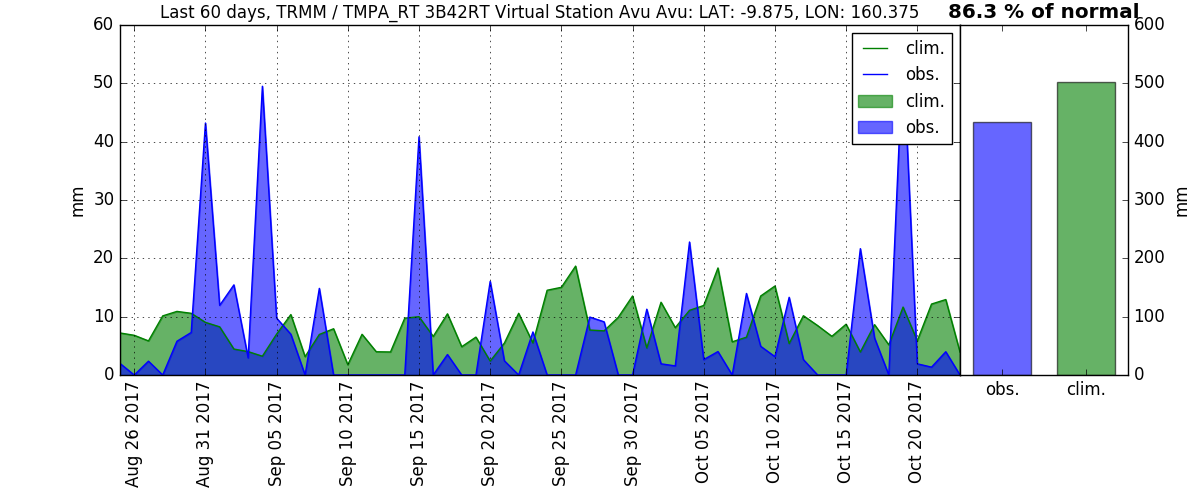 Last 60 days, TRMM / TMPA_RT 3B42RT Virtual Station Avu Avu: LAT: -9.875, LON: 160.375
86.3 % of normal
60
50
40
30
20
10
0
mm
clim.
obs.
clim.
obs.
600
500
400
300
200
100
0
mm
obs.
clim.
Aug 26 2017
Aug 31 2017
Sep 05 2017
Sep 10 2017
Sep 15 2017
Sep 20 2017
Sep 25 2017
Sep 30 2017
Oct 05 2017
Oct 10 2017
Oct 15 2017
Oct 20 2017